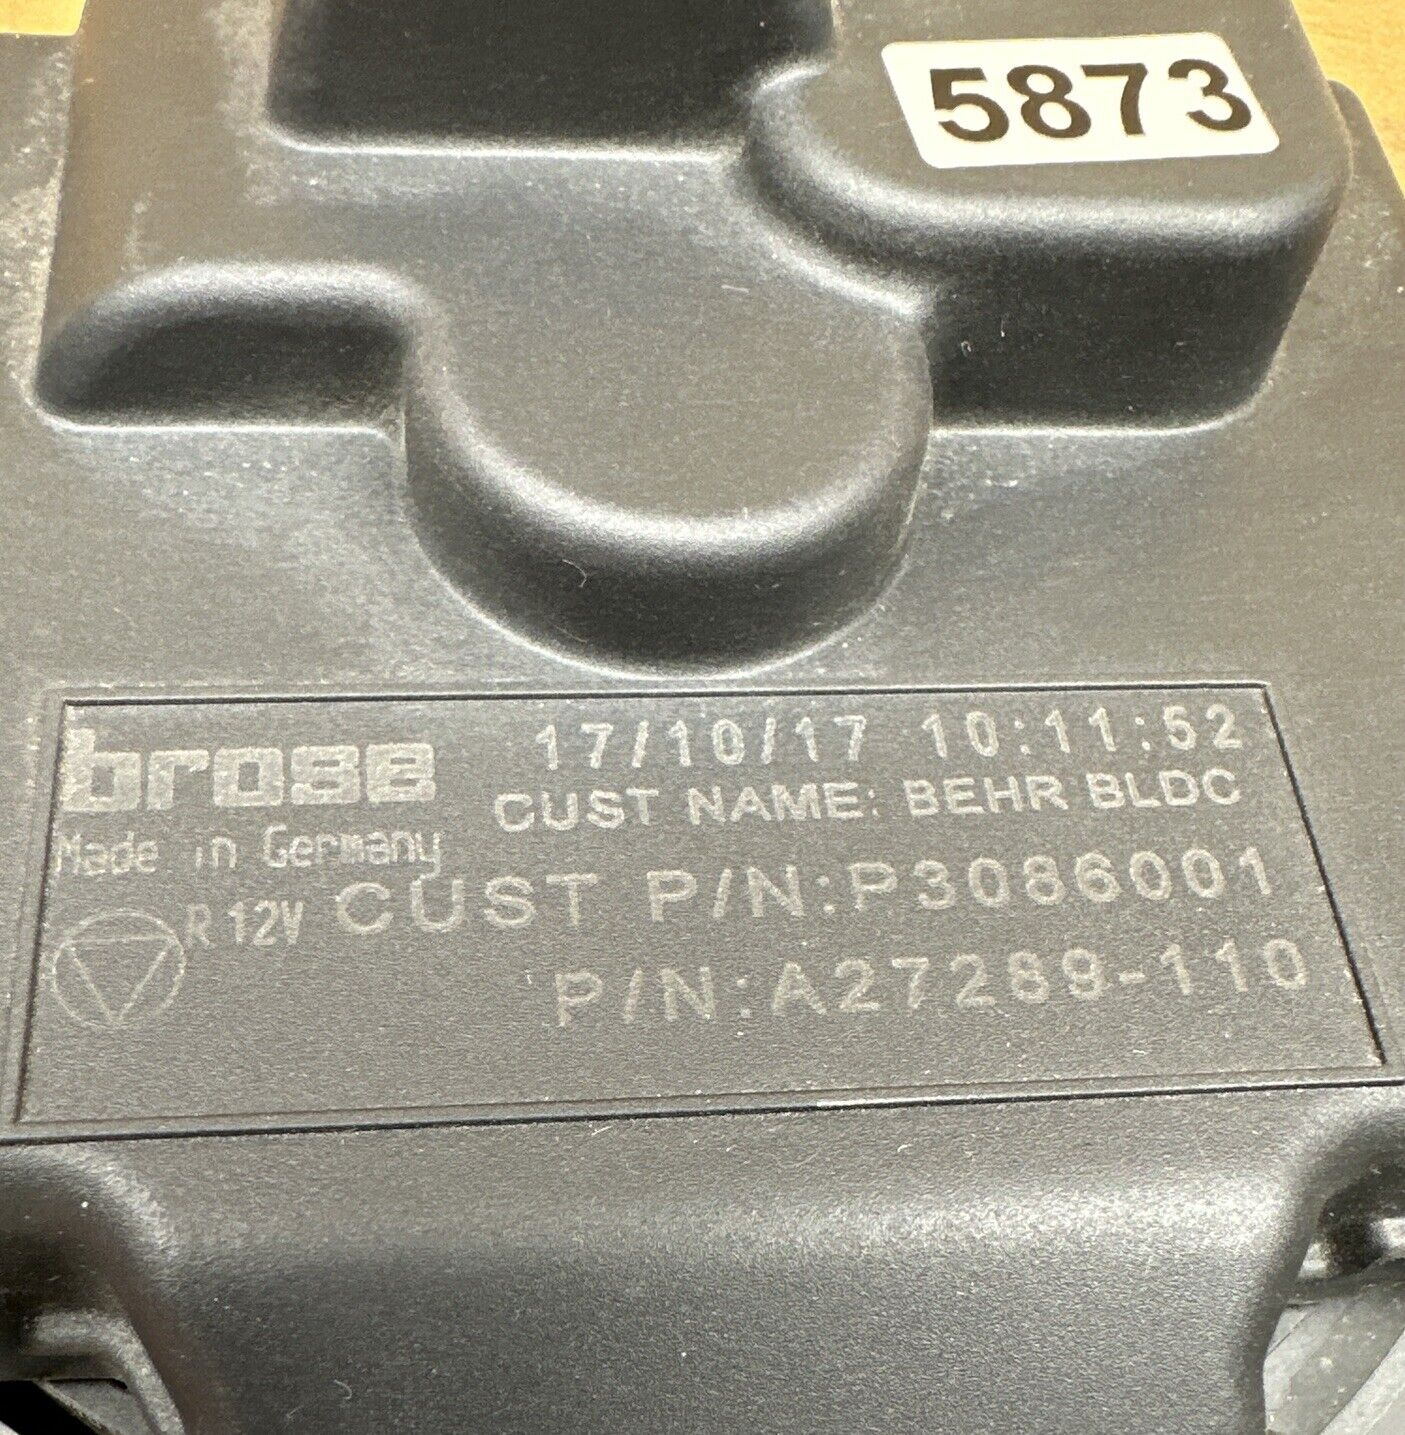 5873
brose
17/10/17 10:11:52
CUST NAME: BEHR BLDC
Made in Germany
R 12V
CUST P/N:P3086001
P/N:A27289-110